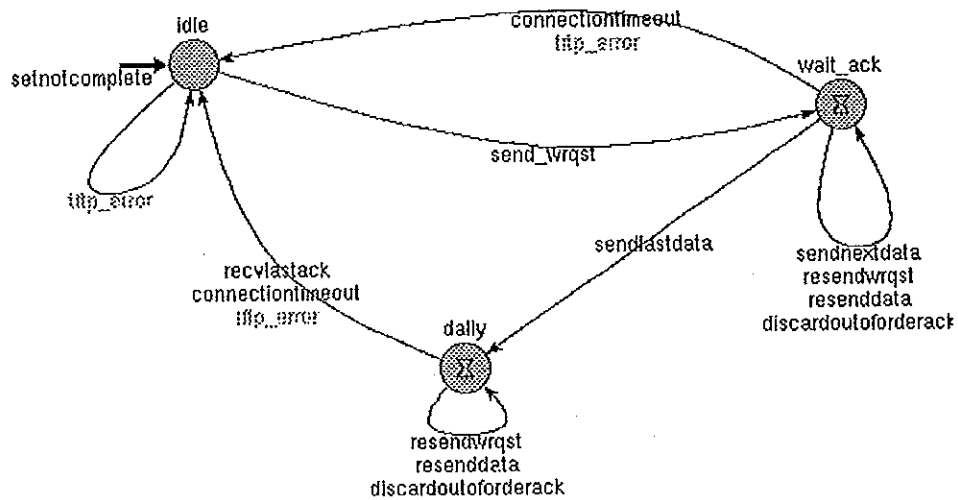 idle
connectiontimeout
tftp_error
setnotcomplete
wait_ack
send_wrqst
tftp_error
sendlastdata
sendnextdata
resendwrqst
resenddata
discardoutoforderack
recvlastack
connectiontimeout
tftp_error
dally
resendwrqst
resenddata
discardoutoforderack